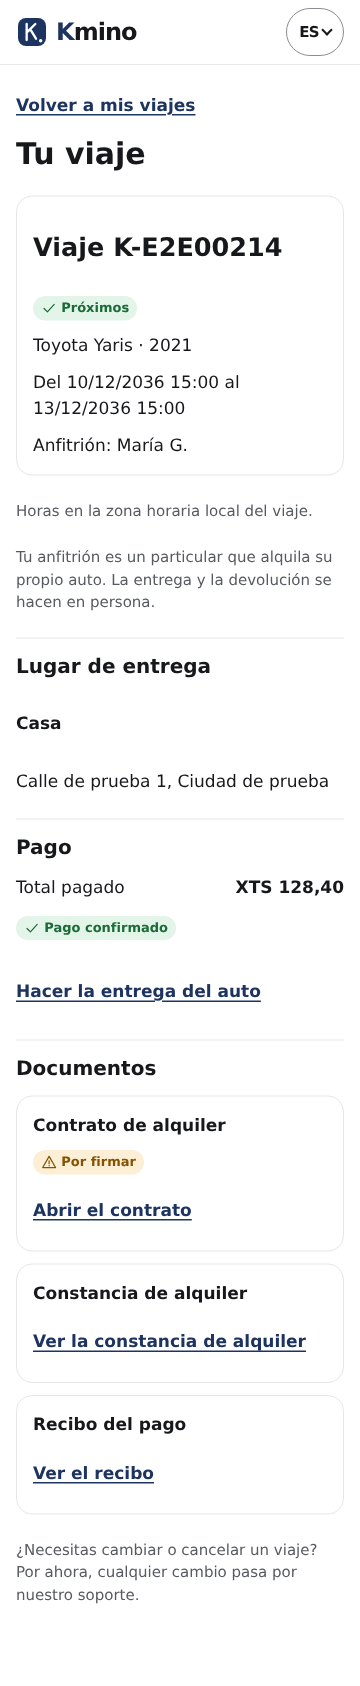 K. Kmino
ES
Volver a mis viajes
Tu viaje
Viaje K-E2E00214
Próximos
Toyota Yaris · 2021
Del 10/12/2036 15:00 al
13/12/2036 15:00
Anfitrión: María G.
Horas en la zona horaria local del viaje.
Tu anfitrión es un particular que alquila su
propio auto. La entrega y la devolución se
hacen en persona.
Lugar de entrega
Casa
Calle de prueba 1, Ciudad de prueba
Pago
Total pagado XTS 128,40
Pago confirmado
Hacer la entrega del auto
Documentos
Contrato de alquiler
Por firmar
Abrir el contrato
Constancia de alquiler
Ver la constancia de alquiler
Recibo del pago
Ver el recibo
¿Necesitas cambiar o cancelar un viaje?
Por ahora, cualquier cambio pasa por
nuestro soporte.